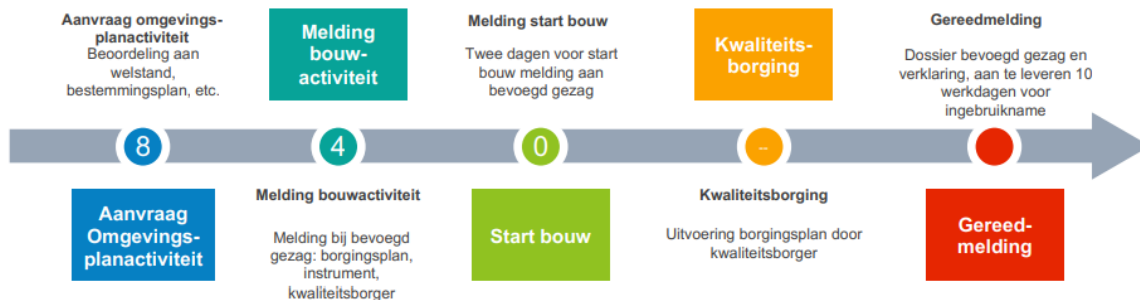 Aanvraag omgevings-
planactiviteit
Beoordeling aan
welstand,
bestemmingsplan, etc.
Melding
bouw-
activiteit
Melding start bouw
Twee dagen voor start
bouw melding aan
bevoegd gezag
Kwaliteits-
borging
Gereedmelding
Dossier bevoegd gezag en
verklaring, aan te leveren 10
werkdagen voor
ingebruikname
8
4
0
--
Aanvraag
Omgevings-
planactiviteit
Melding bouwactiviteit
Melding bij bevoegd
gezag: borgingsplan,
instrument,
kwaliteitsborger
Start bouw
Kwaliteitsborging
Uitvoering borgingsplan door
kwaliteitsborger
Gereed-
melding